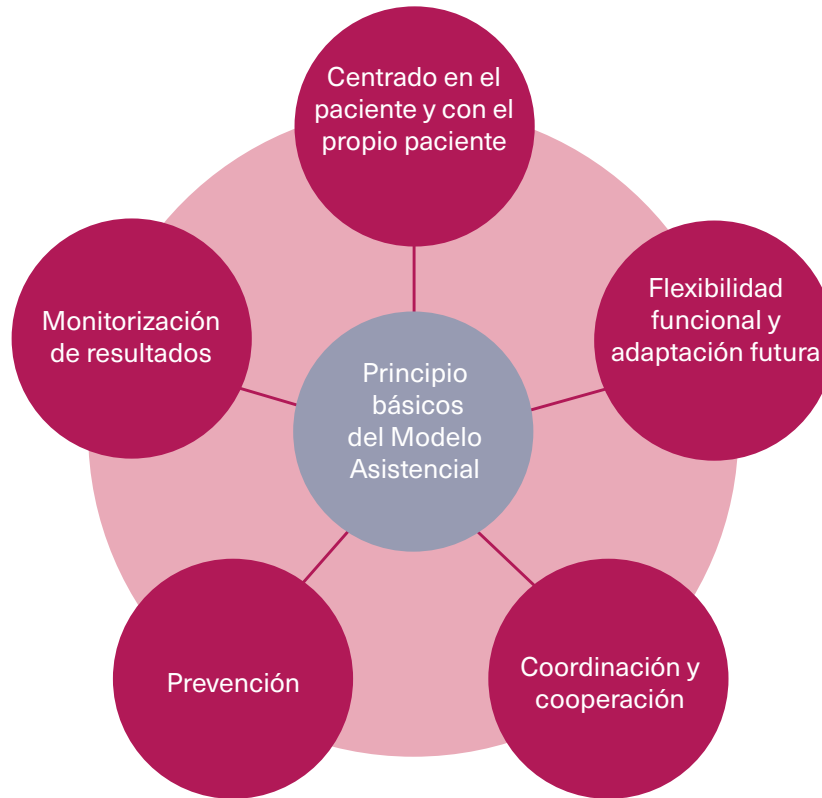 Centrado en el
paciente y con el
propio paciente
Flexibilidad
funcional y
adaptación futura
Monitorización
de resultados
Principio
básicos
del Modelo
Asistencial
Coordinación y
cooperación
Prevención